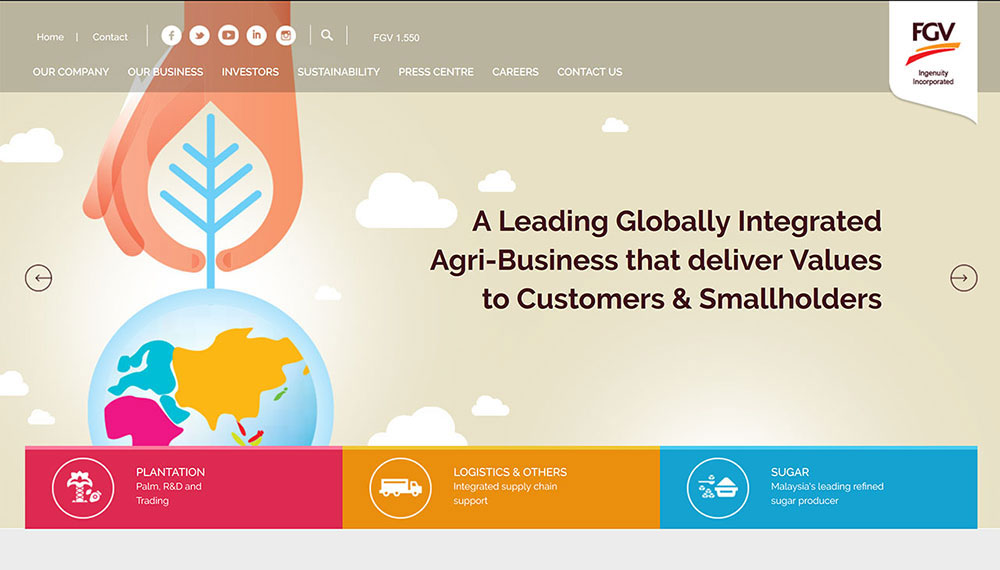 Home | Contact
FGV 1.550
OUR COMPANY OUR BUSINESS INVESTORS SUSTAINABILITY PRESS CENTRE CAREERS CONTACT US
FGV
Ingenuity
Incorporated
A Leading Globally Integrated
Agri-Business that deliver Values
to Customers & Smallholders
PLANTATION
Palm, R&D and
Trading
LOGISTICS & OTHERS
Integrated supply chain
support
SUGAR
Malaysia's leading refined
sugar producer